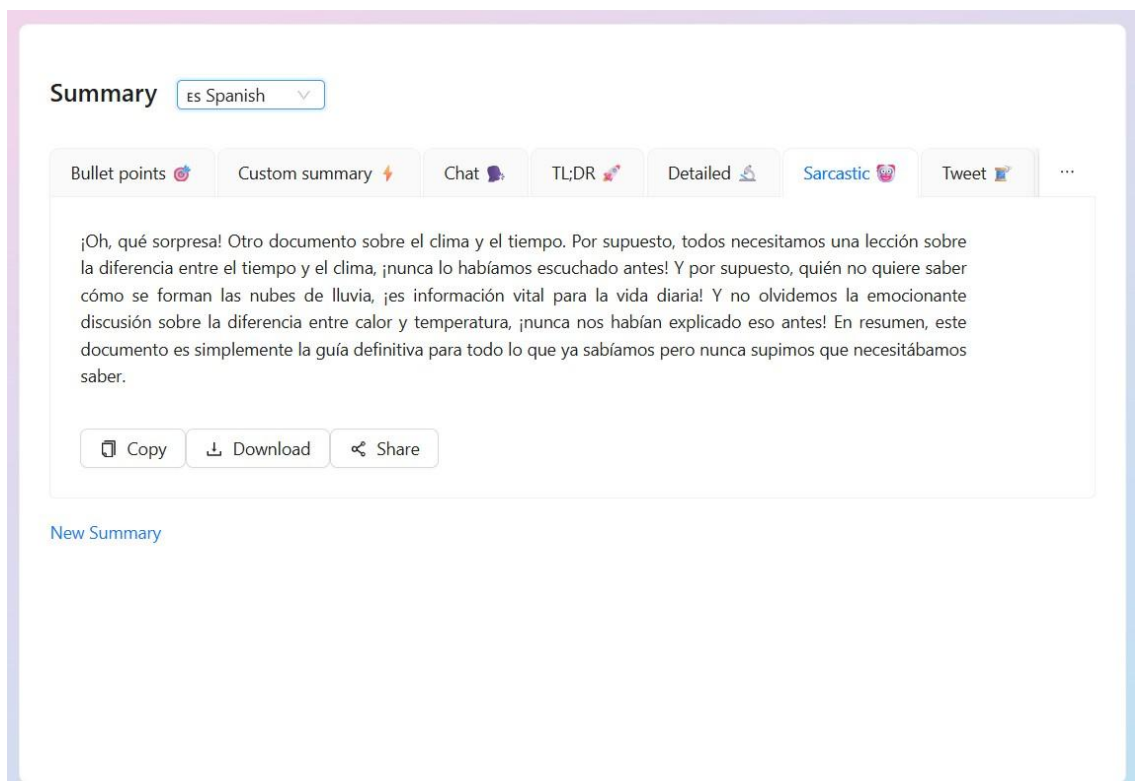 Summary
ES Spanish
Bullet points 🎯 Custom summary ⚡ Chat 🗣 TL;DR 🚀 Detailed 🔬 Sarcastic 🤡 Tweet 🧵 ...
¡Oh, qué sorpresa! Otro documento sobre el clima y el tiempo. Por supuesto, todos necesitamos una lección sobre
la diferencia entre el tiempo y el clima, ¡nunca lo habíamos escuchado antes! Y por supuesto, quién no quiere saber
cómo se forman las nubes de lluvia, ¡es información vital para la vida diaria! Y no olvidemos la emocionante
discusión sobre la diferencia entre calor y temperatura, ¡nunca nos habían explicado eso antes! En resumen, este
documento es simplemente la guía definitiva para todo lo que ya sabíamos pero nunca supimos que necesitábamos
saber.
Copy Download Share
New Summary